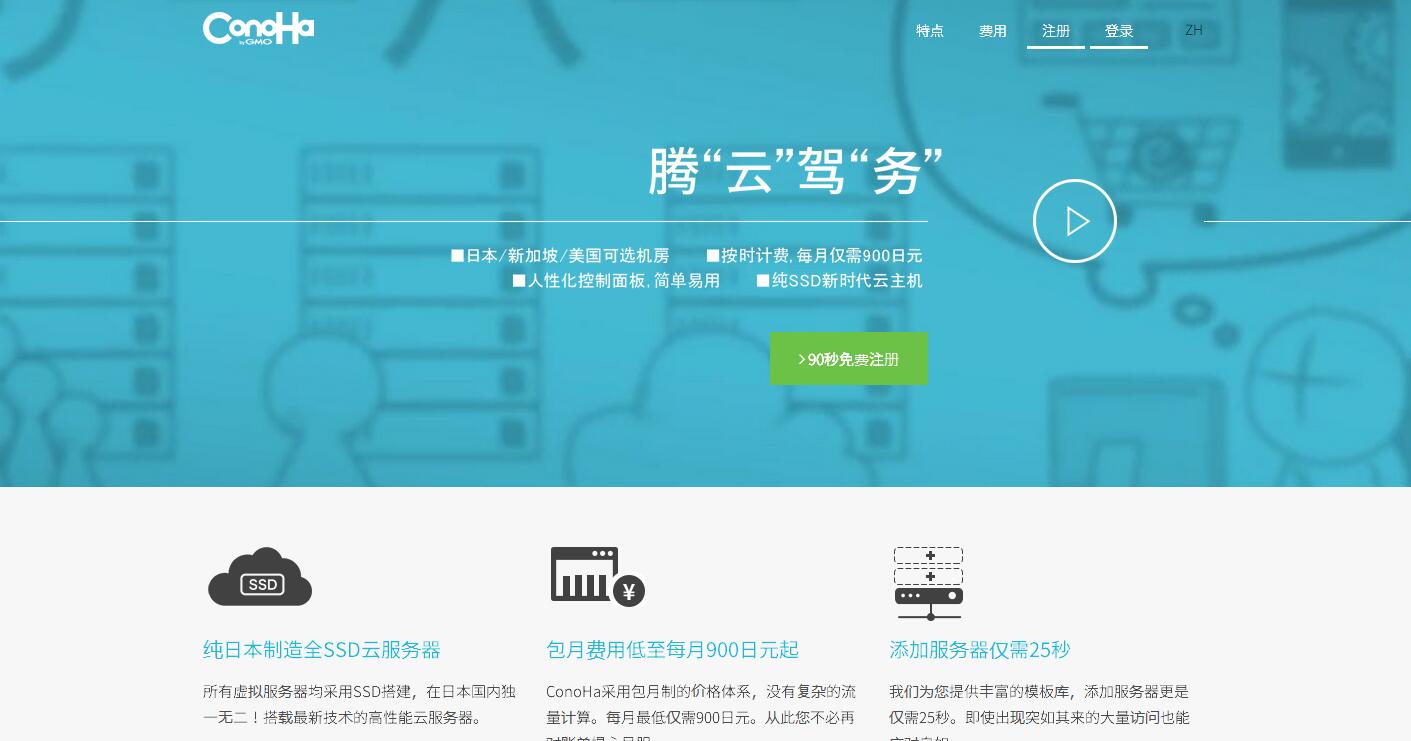 ConoHa
by GMO
特点 费用 注册 登录 ZH
腾“云”驾“务”
■日本/新加坡/美国可选机房 ■按时计费,每月仅需900日元
■人性化控制面板,简单易用 ■纯SSD新时代云主机
90秒免费注册
SSD
¥
纯日本制造全SSD云服务器
所有虚拟服务器均采用SSD搭建，在日本国内独
一无二！搭载最新技术的高性能云服务器。
包月费用低至每月900日元起
ConoHa采用包月制的价格体系，没有复杂的流
量计算。每月最低仅需900日元。从此您不必再
添加服务器仅需25秒
我们为您提供丰富的模板库，添加服务器更是
仅需25秒。即使出现突如其来的大量访问也能